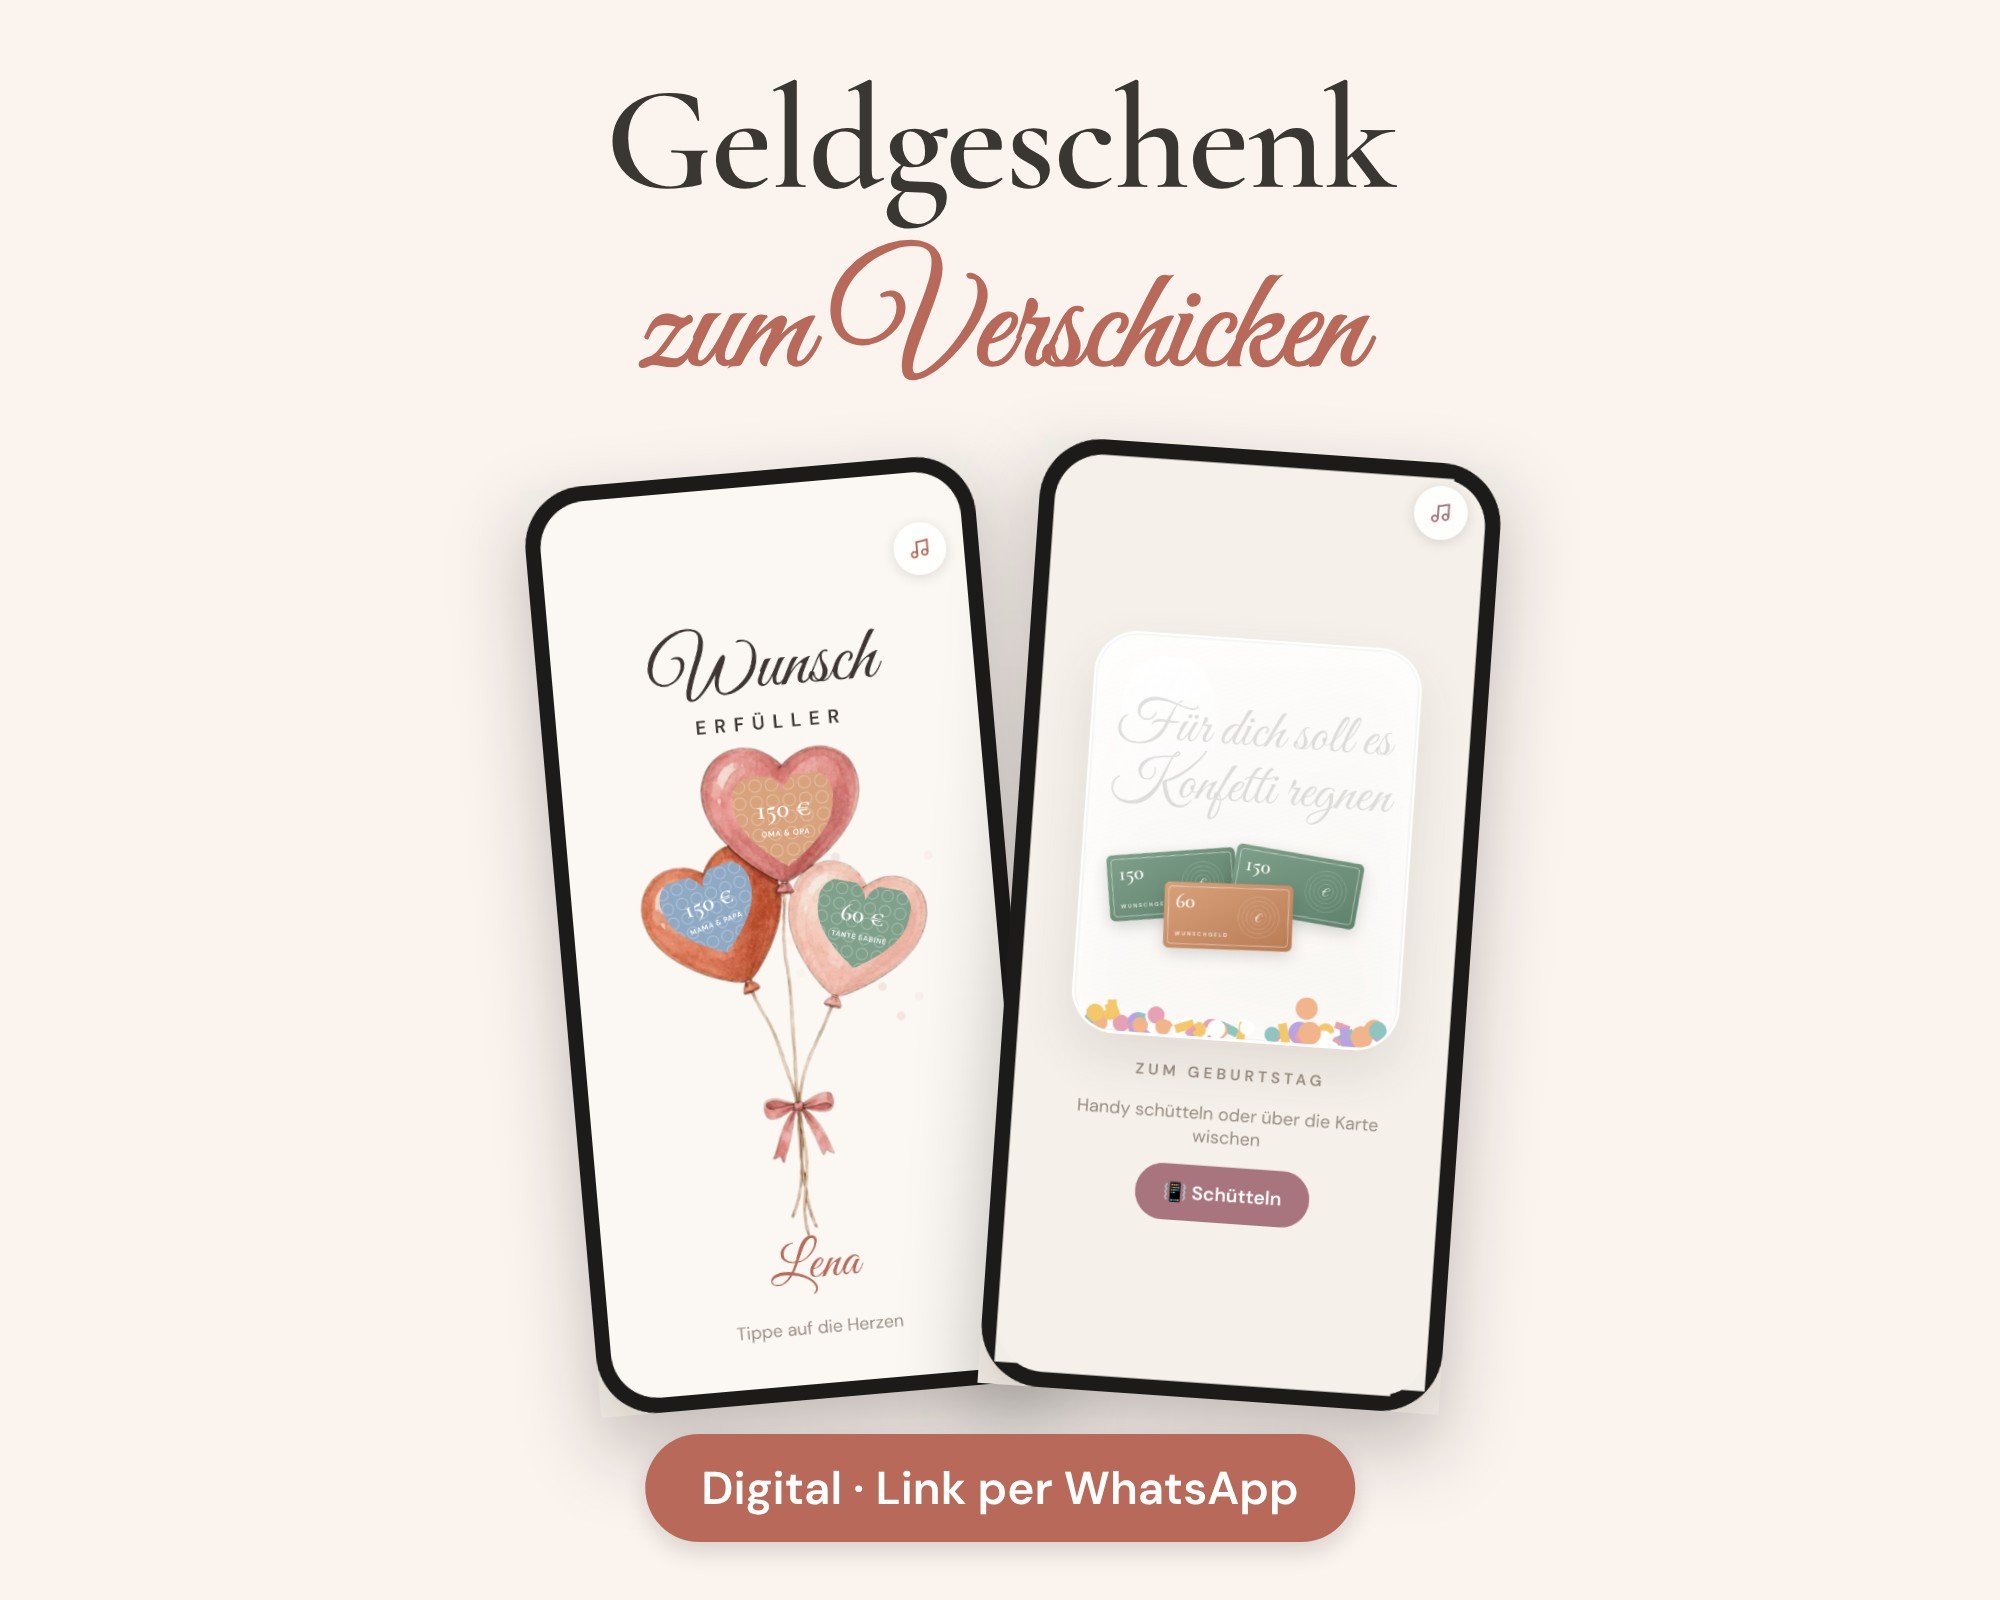 Geldgeschenk
zum Verschicken
Wunsch
ERFÜLLER
150 €
OMA & OPA
150 €
MAMA & PAPA
60 €
TANTE SABINE
Lena
Tippe auf die Herzen
Für dich soll es
Konfetti regnen
150
150
60
€
€
WUNSCHGELD
ZUM GEBURTSTAG
Handy schütteln oder über die Karte
wischen
Schütteln
Digital · Link per WhatsApp